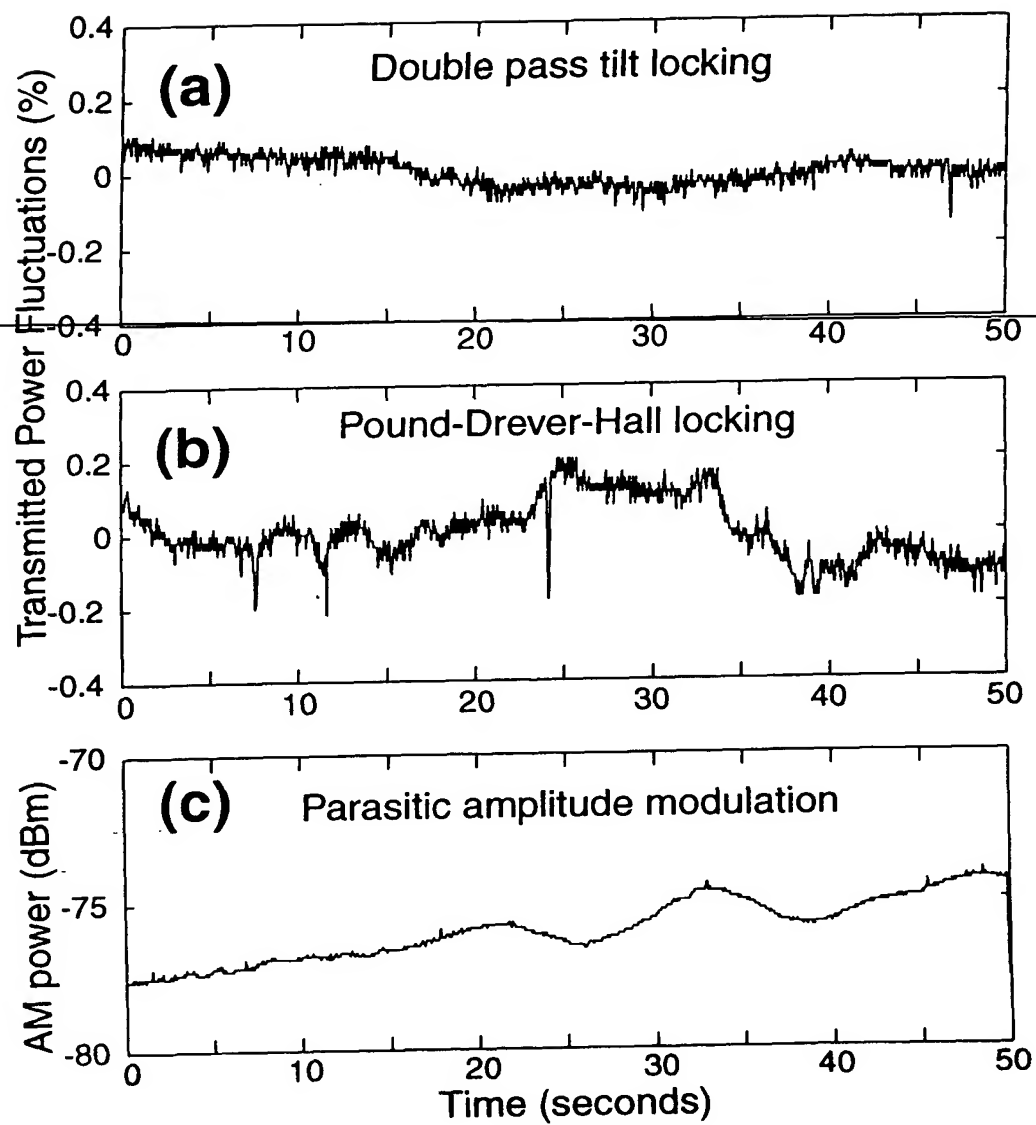 Transmitted Power Fluctuations (%)
0.4
(a)
Double pass tilt locking
0.2
0
-0.2
-0.4
0 10 20 30 40 50
0.4
(b)
Pound-Drever-Hall locking
0.2
0
-0.2
-0.4
0 10 20 30 40 50
AM power (dBm)
-70
(c)
Parasitic amplitude modulation
-75
-80
0 10 20 30 40 50
Time (seconds)